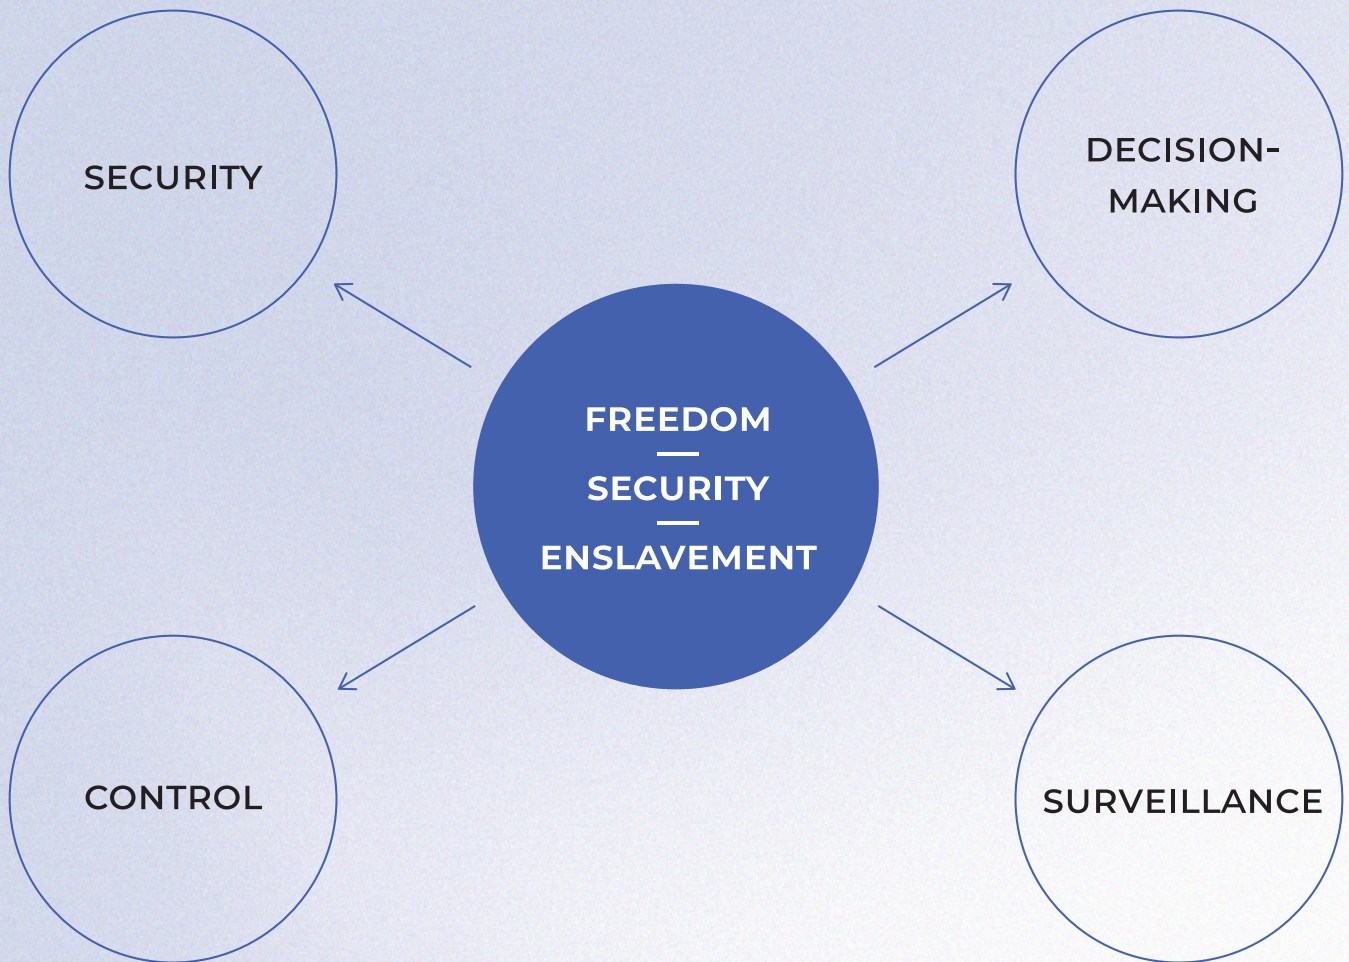 SECURITY
DECISION-
MAKING
FREEDOM
SECURITY
ENSLAVEMENT
CONTROL
SURVEILLANCE